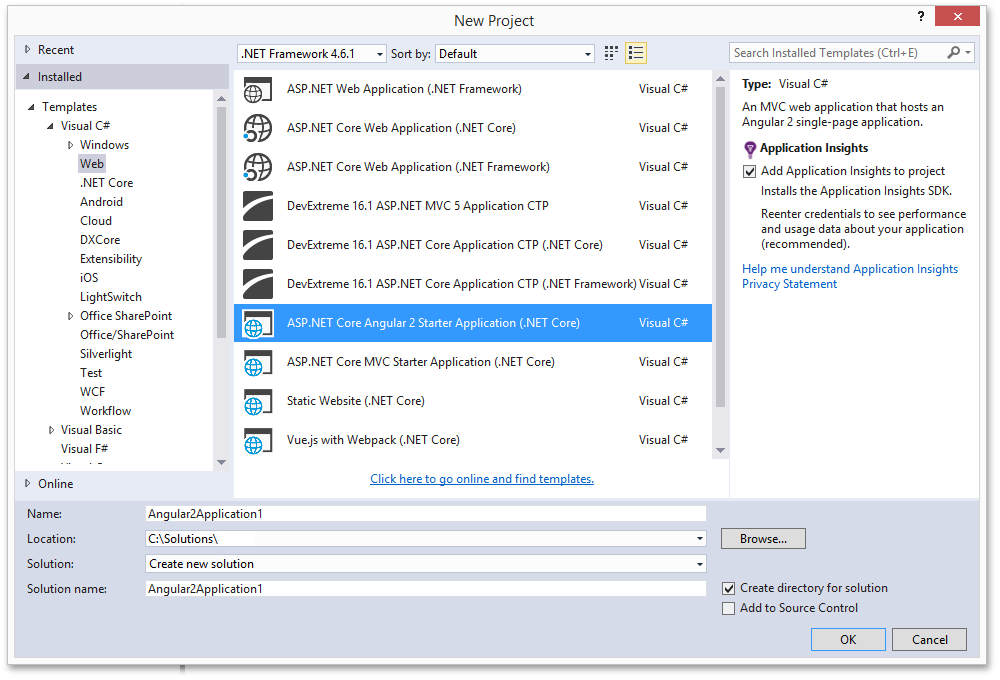 New Project
?
Recent
Installed
Templates
Visual C#
Windows
Web
.NET Core
Android
Cloud
DXCore
Extensibility
iOS
LightSwitch
Office SharePoint
Office/SharePoint
Silverlight
Test
WCF
Workflow
Visual Basic
Visual F#
Online
.NET Framework 4.6.1
Sort by: Default
ASP.NET Web Application (.NET Framework) Visual C#
ASP.NET Core Web Application (.NET Core) Visual C#
ASP.NET Core Web Application (.NET Framework) Visual C#
DevExtreme 16.1 ASP.NET MVC 5 Application CTP Visual C#
DevExtreme 16.1 ASP.NET Core Application CTP (.NET Core) Visual C#
DevExtreme 16.1 ASP.NET Core Application CTP (.NET Framework) Visual C#
ASP.NET Core Angular 2 Starter Application (.NET Core) Visual C#
ASP.NET Core MVC Starter Application (.NET Core) Visual C#
Static Website (.NET Core) Visual C#
Vue.js with Webpack (.NET Core) Visual C#
Click here to go online and find templates.
Search Installed Templates (Ctrl+E)
Type: Visual C#
An MVC web application that hosts an
Angular 2 single-page application.
Application Insights
Add Application Insights to project
Installs the Application Insights SDK.
Reenter credentials to see performance
and usage data about your application
(recommended).
Help me understand Application Insights
Privacy Statement
Name: Angular2Application1
Location: C:\Solutions\
Browse...
Solution: Create new solution
Solution name: Angular2Application1
Create directory for solution
Add to Source Control
OK
Cancel